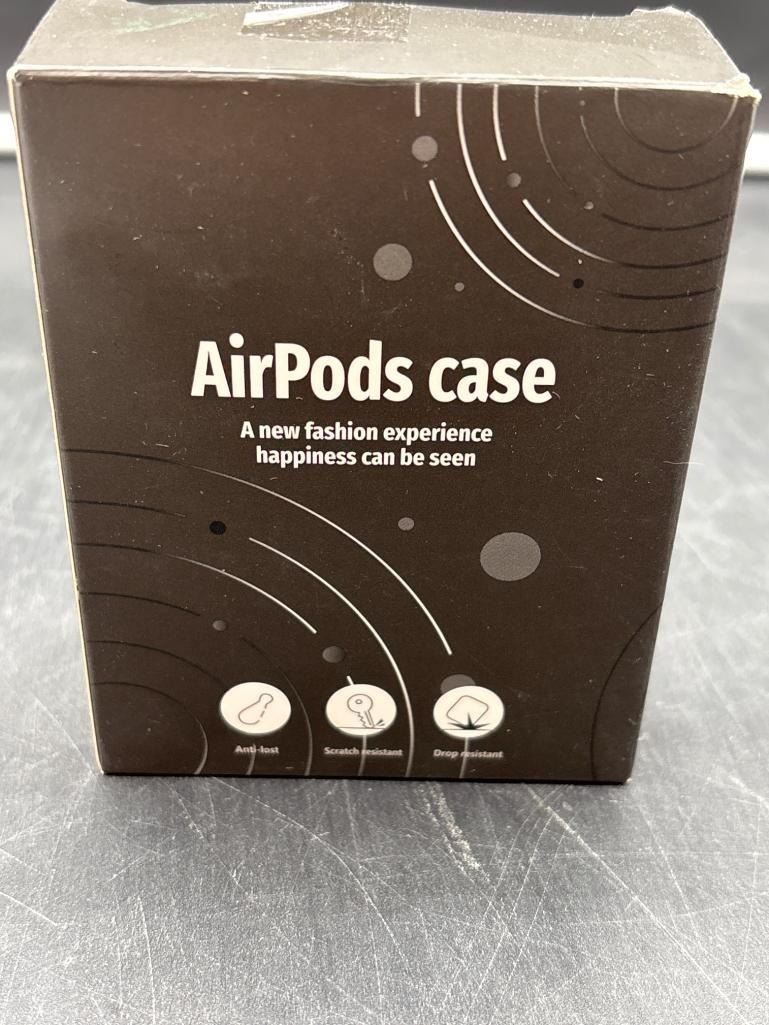 AirPods case
A new fashion experience
happiness can be seen
Anti-lost
Scratch resistant
Drop resistant